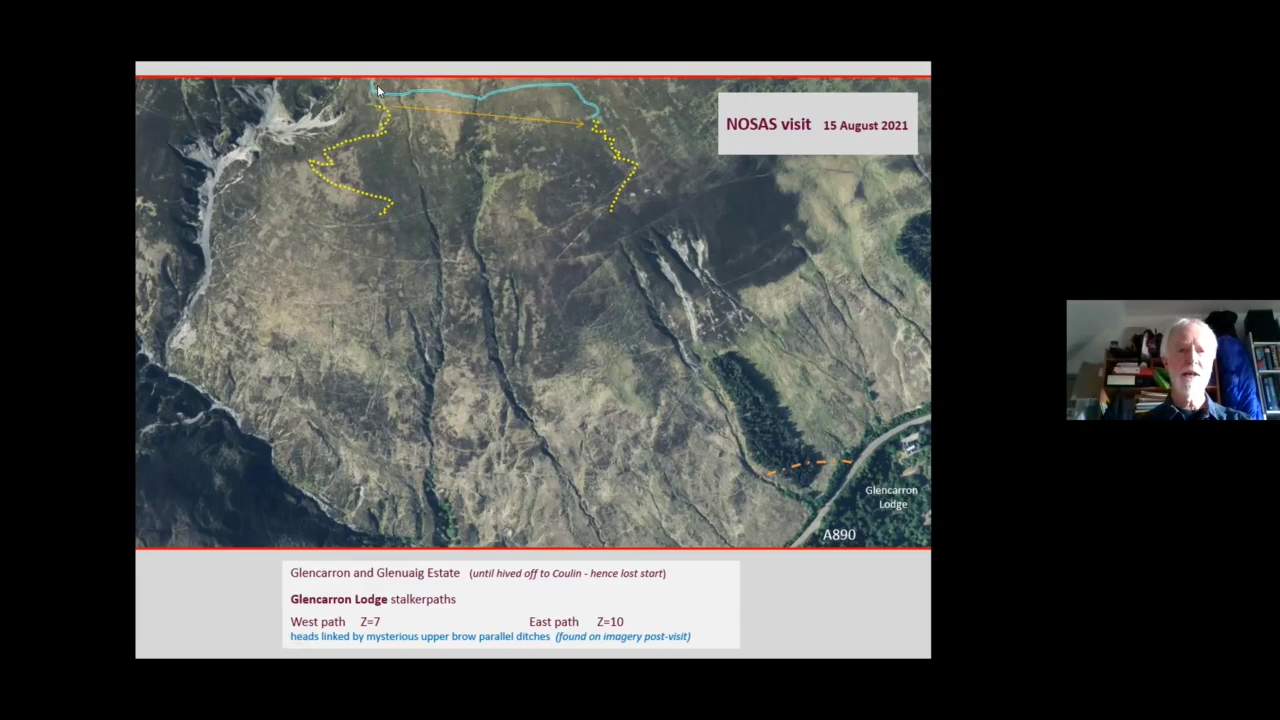 NOSAS visit 15 August 2021
Glencarron
Lodge
A890
Glencarron and Glenuaig Estate (until hived off to Coulin - hence lost start)
Glencarron Lodge stalkerpaths
West path Z=7 East path Z=10
heads linked by mysterious upper brow parallel ditches (found on imagery post-visit)